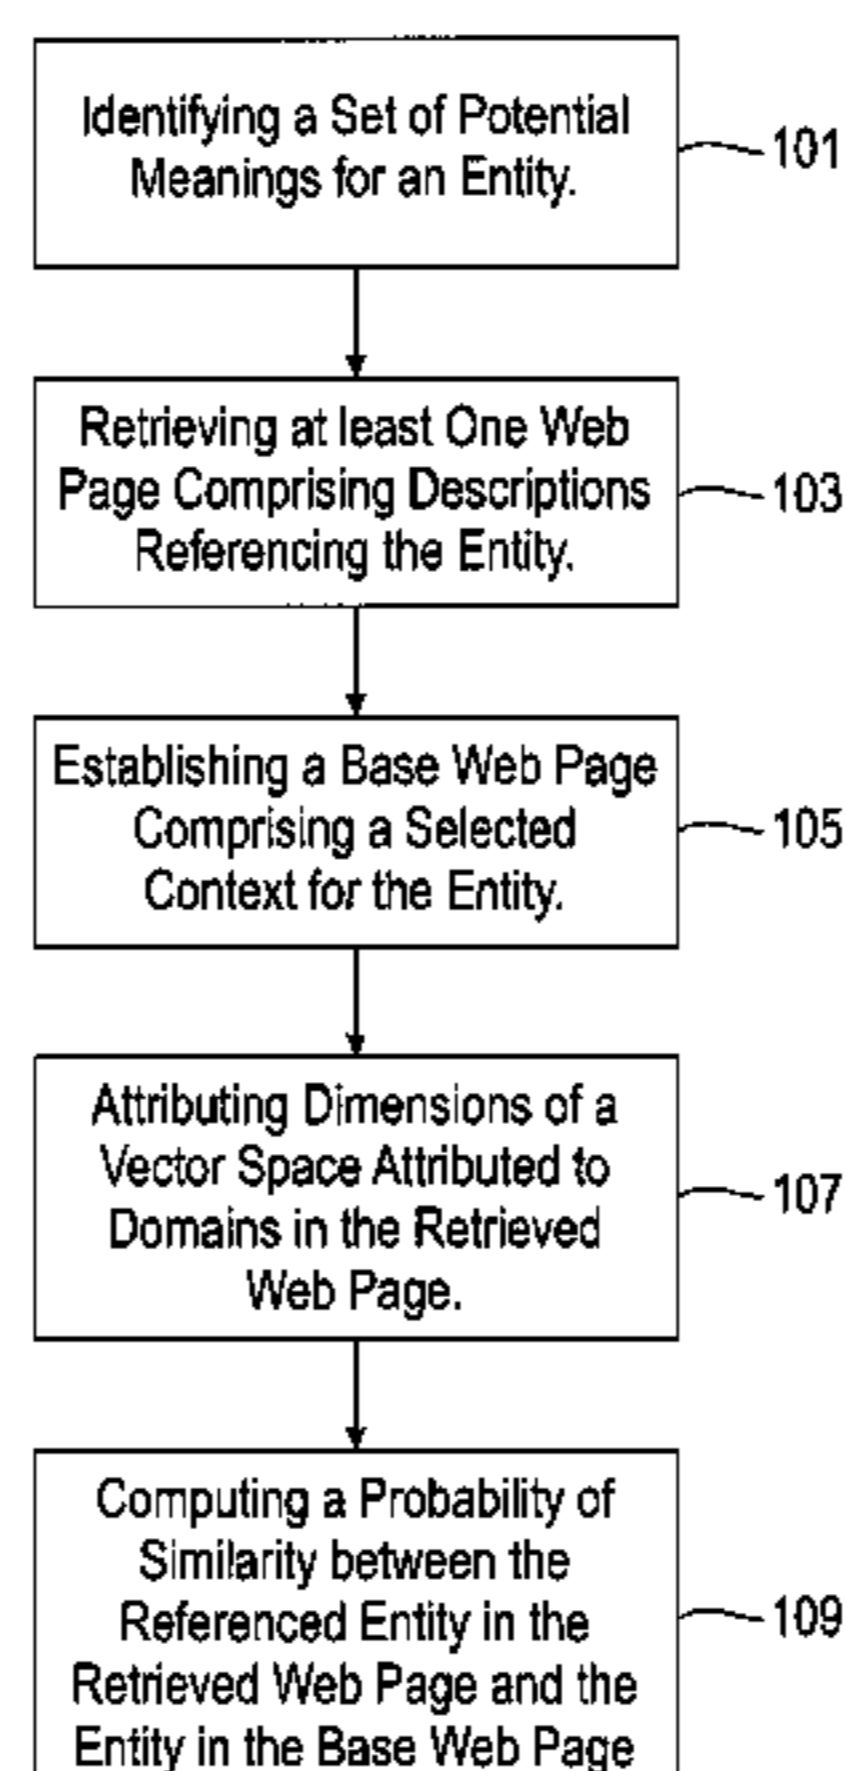 Identifying a Set of Potential
Meanings for an Entity.
101
Retrieving at least One Web
Page Comprising Descriptions
Referencing the Entity.
103
Establishing a Base Web Page
Comprising a Selected
Context for the Entity.
105
Attributing Dimensions of a
Vector Space Attributed to
Domains in the Retrieved
Web Page.
107
Computing a Probability of
Similarity between the
Referenced Entity in the
Retrieved Web Page and the
Entity in the Base Web Page
109